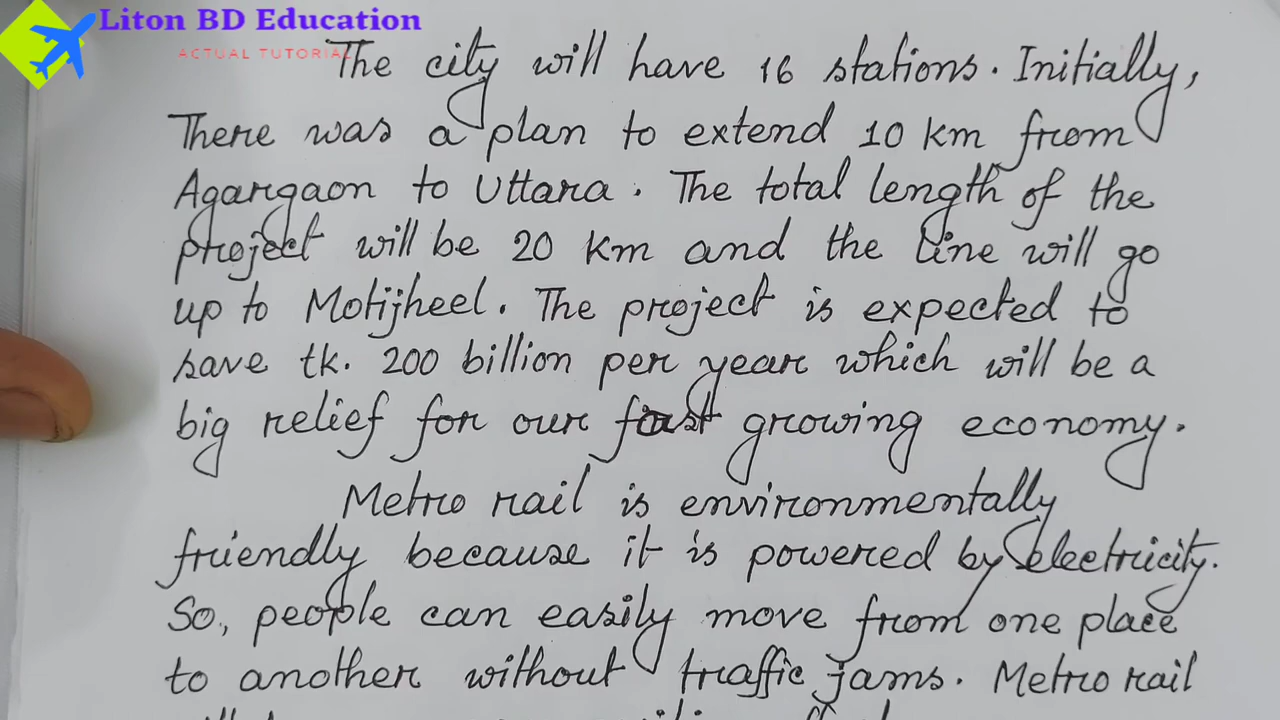 Liton BD Education
ACTUAL TUTORIAL
The city will have 16 stations. Initially,
There was a plan to extend 10 km from
Agargaon to Uttara. The total length of the
project will be 20 km and the line will go
up to Motijheel. The project is expected to
save tk. 200 billion per year which will be a
big relief for our fast growing economy.
Metro rail is environmentally
friendly because it is powered by electricity.
So, people can easily move from one place
to another without traffic jams. Metro rail